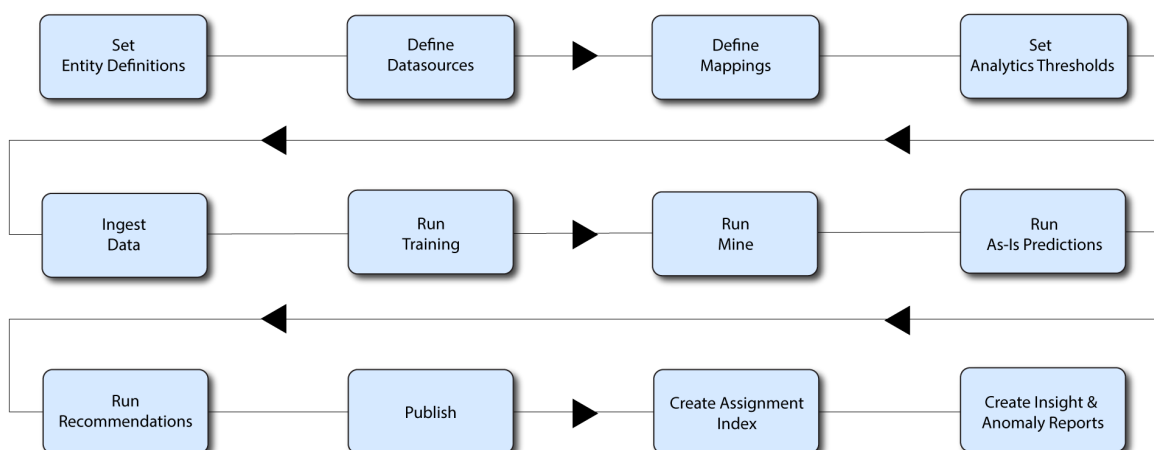 Set
Entity Definitions
Define
Datasources
Define
Mappings
Set
Analytics Thresholds
Ingest
Data
Run
Training
Run
Mine
Run
As-Is Predictions
Run
Recommendations
Publish
Create Assignment
Index
Create Insight &
Anomaly Reports